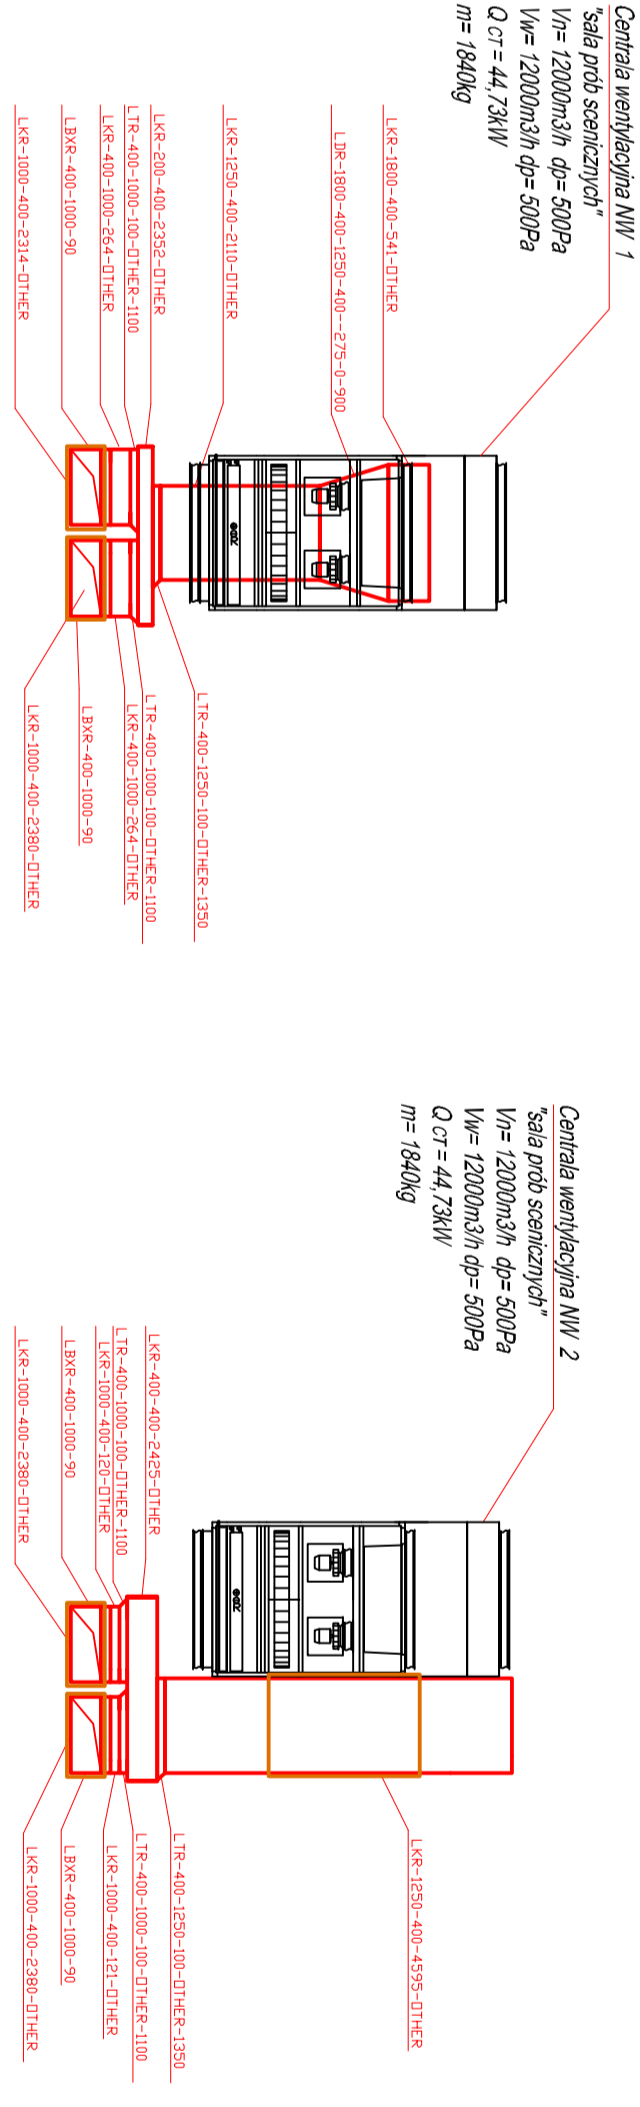 Centrala wentylacyjna NW 1
"sala prób scenicznych"
Vn= 12000m3/h dp= 500Pa
Vw= 12000m3/h dp= 500Pa
Q CT = 44,73kW
m= 1840kg
LKR-1800-400-541-OTHER
LDR-1800-400-1250-400--275-0-900
LKR-1250-400-2110-OTHER
LKR-200-400-2352-OTHER
LTR-400-1000-100-OTHER-1100
LKR-400-1000-264-OTHER
LBXR-400-1000-90
LKR-1000-400-2314-OTHER
LTR-400-1250-100-OTHER-1350
LTR-400-1000-100-OTHER-1100
LKR-400-1000-264-OTHER
LBXR-400-1000-90
LKR-1000-400-2380-OTHER
Centrala wentylacyjna NW 2
"sala prób scenicznych"
Vn= 12000m3/h dp= 500Pa
Vw= 12000m3/h dp= 500Pa
Q CT = 44,73kW
m= 1840kg
LKR-400-400-2425-OTHER
LTR-400-1000-100-OTHER-1100
LKR-1000-400-120-OTHER
LBXR-400-1000-90
LKR-1000-400-2380-OTHER
LKR-1250-400-4595-OTHER
LTR-400-1250-100-OTHER-1350
LTR-400-1000-100-OTHER-1100
LKR-1000-400-121-OTHER
LBXR-400-1000-90
LKR-1000-400-2380-OTHER